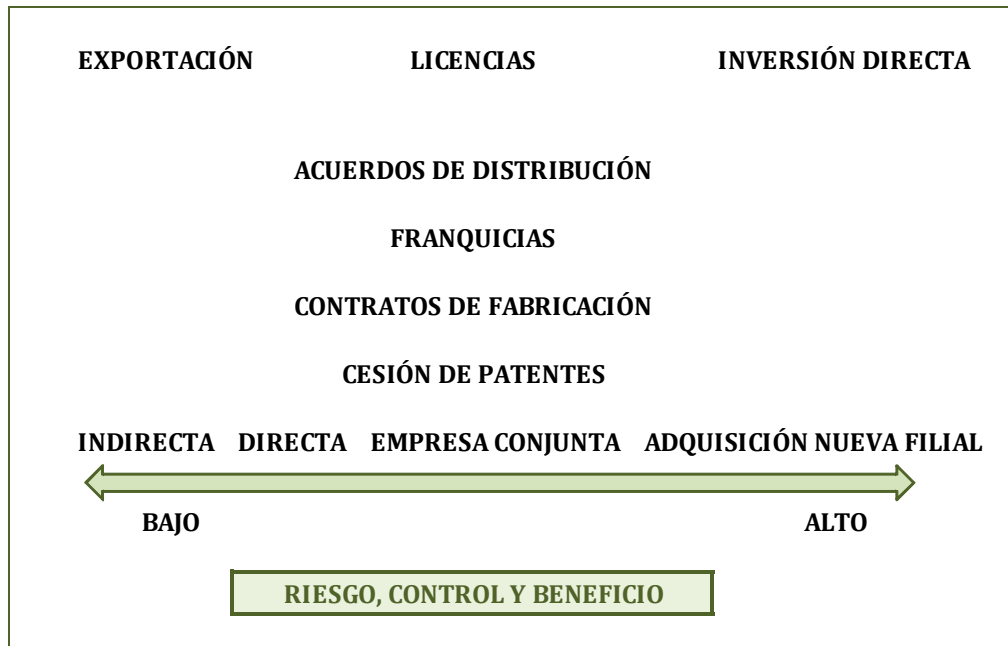 EXPORTACIÓN LICENCIAS INVERSIÓN DIRECTA
ACUERDOS DE DISTRIBUCIÓN
FRANQUICIAS
CONTRATOS DE FABRICACIÓN
CESIÓN DE PATENTES
INDIRECTA DIRECTA EMPRESA CONJUNTA ADQUISICIÓN NUEVA FILIAL
BAJO ALTO
RIESGO, CONTROL Y BENEFICIO